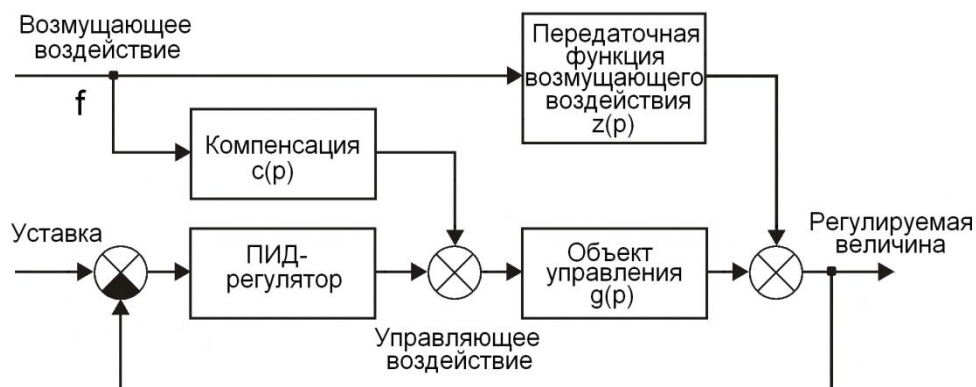 Возмущающее
воздействие
f
Передаточная
функция
возмущающего
воздействия
z(p)
Компенсация
c(p)
Уставка
ПИД-
регулятор
Управляющее
воздействие
Объект
управления
g(p)
Регулируемая
величина